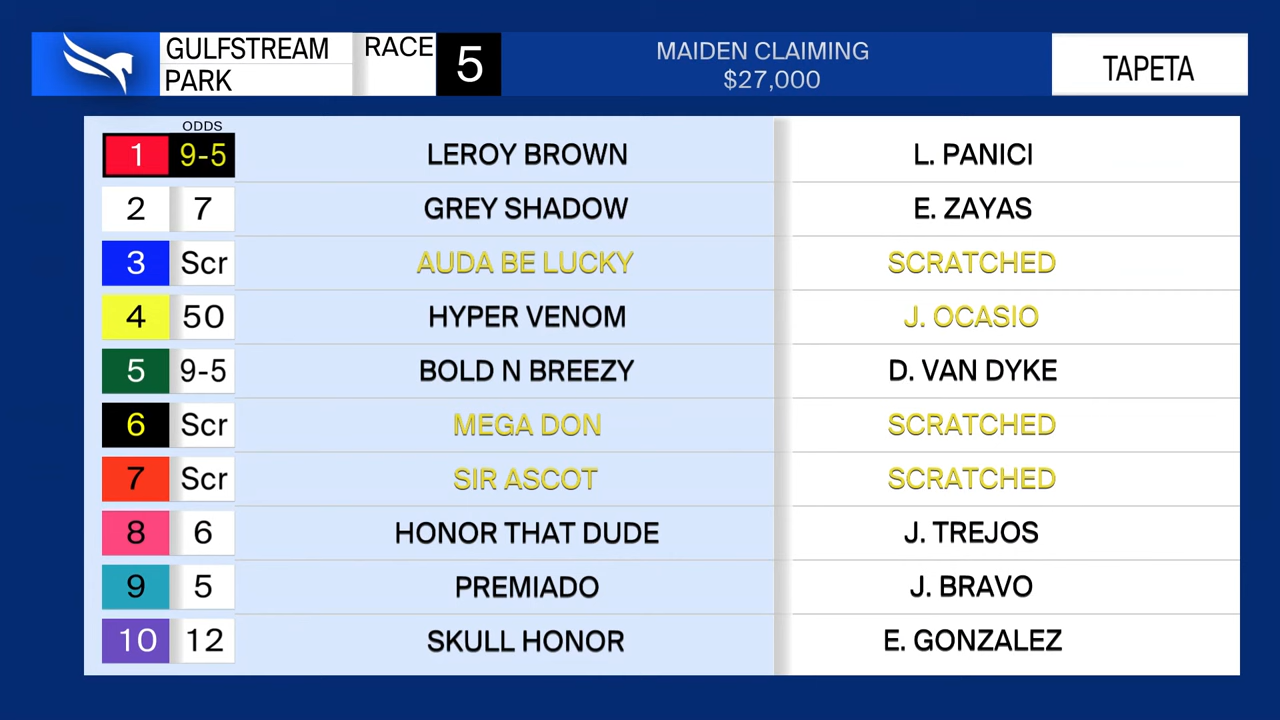 GULFSTREAM
PARK
RACE
5
MAIDEN CLAIMING
$27,000
TAPETA
ODDS
1 9-5 LEROY BROWN L. PANICI
2 7 GREY SHADOW E. ZAYAS
3 Scr AUDA BE LUCKY SCRATCHED
4 50 HYPER VENOM J. OCASIO
5 9-5 BOLD N BREEZY D. VAN DYKE
6 Scr MEGA DON SCRATCHED
7 Scr SIR ASCOT SCRATCHED
8 6 HONOR THAT DUDE J. TREJOS
9 5 PREMIADO J. BRAVO
10 12 SKULL HONOR E. GONZALEZ